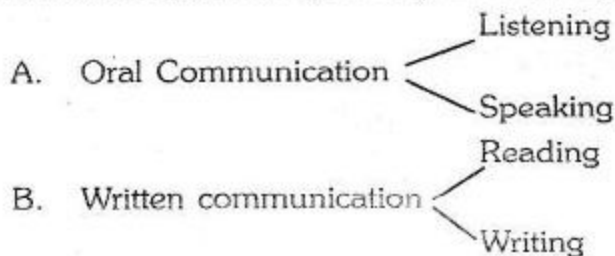 Listening
A. Oral Communication
Speaking
Reading
B. Written communication
Writing